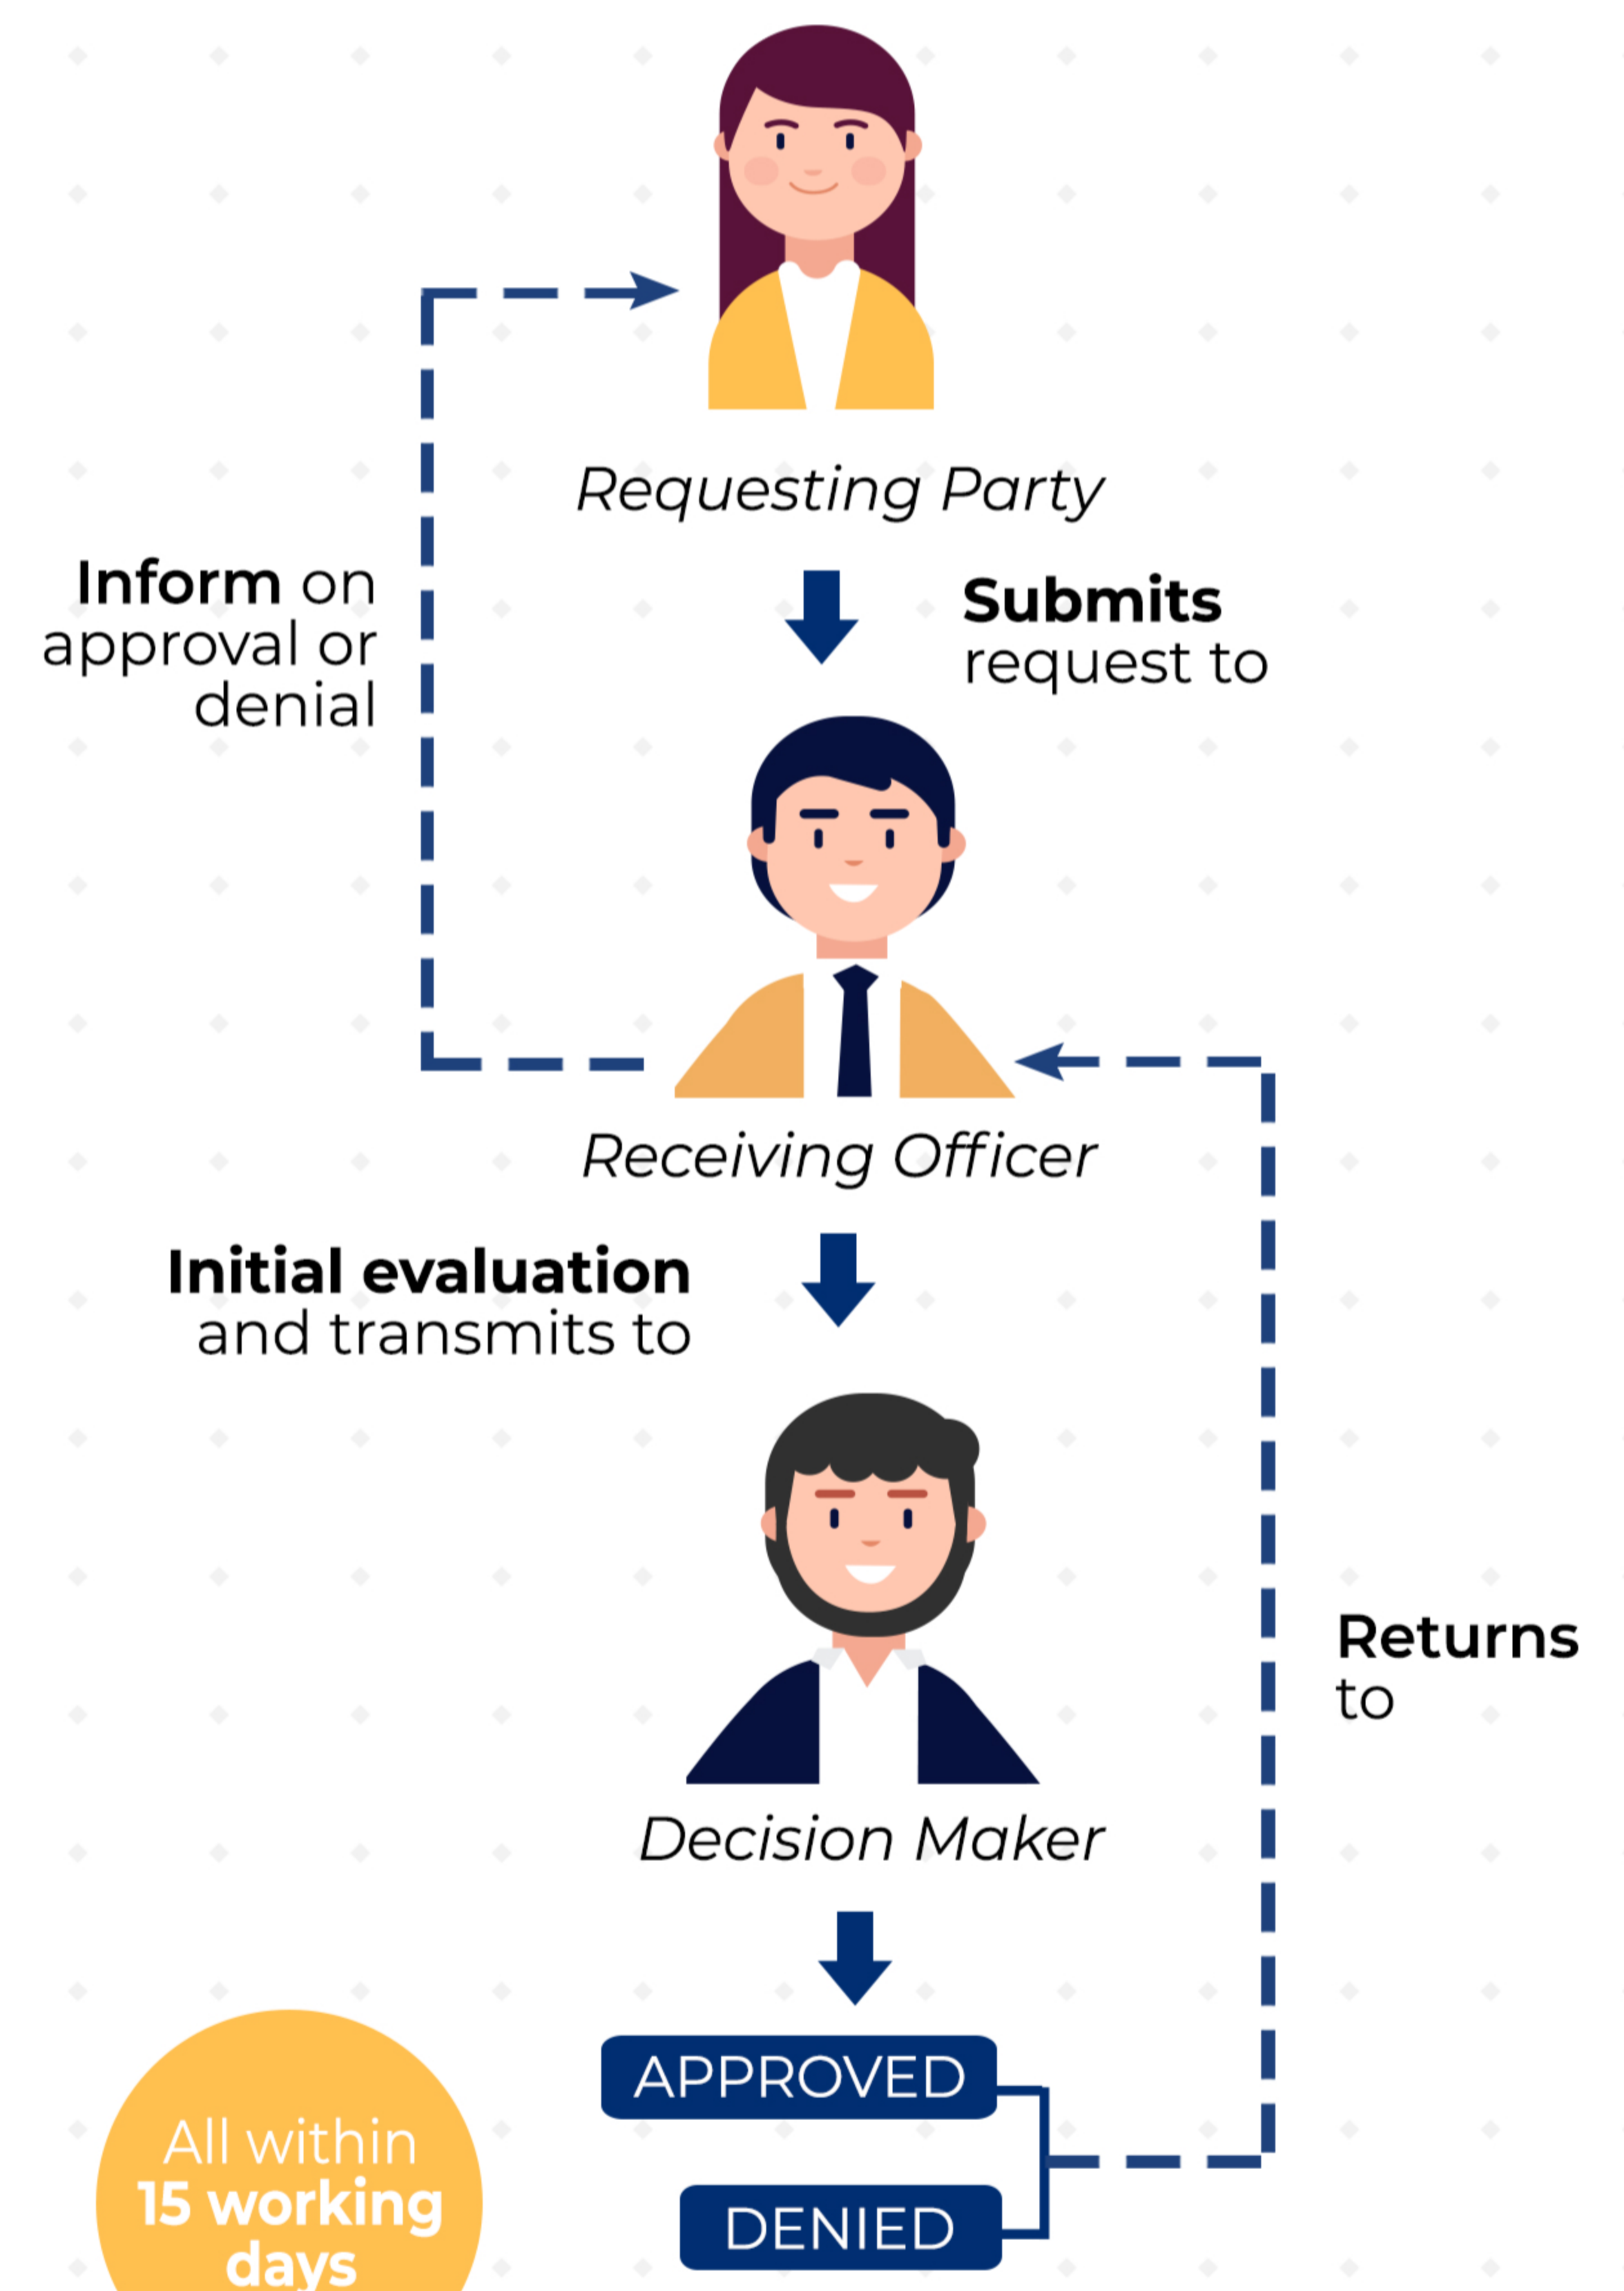 Requesting Party
Inform on
approval or
denial
Submits
request to
Receiving Officer
Initial evaluation
and transmits to
Returns
to
Decision Maker
APPROVED
DENIED
All within
15 working
days